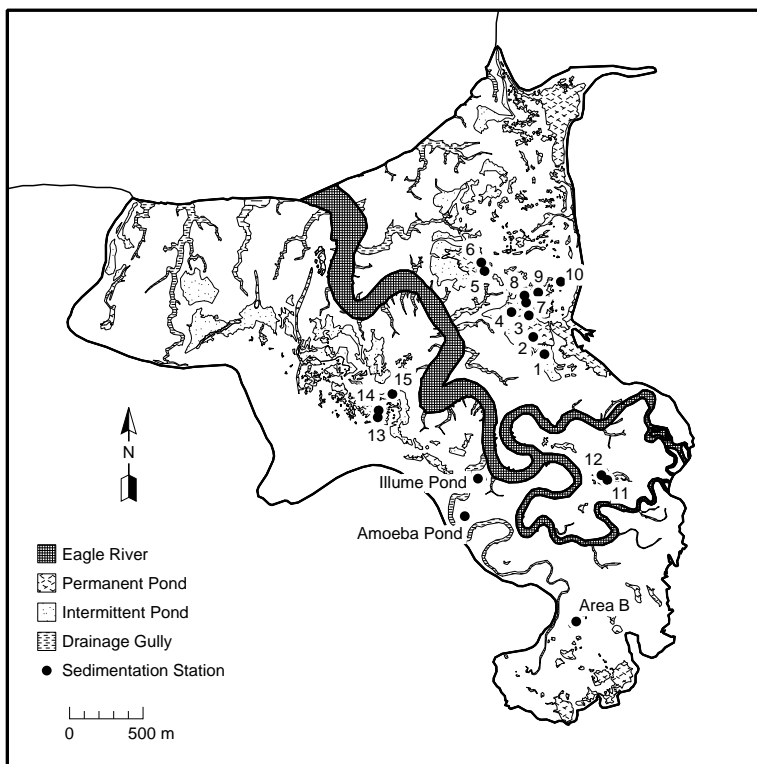 6
5
8
9
10
7
4
3
2
1
15
14
13
12
11
Illume Pond
Amoeba Pond
Area B
N
Eagle River
Permanent Pond
Intermittent Pond
Drainage Gully
Sedimentation Station
0 500 m